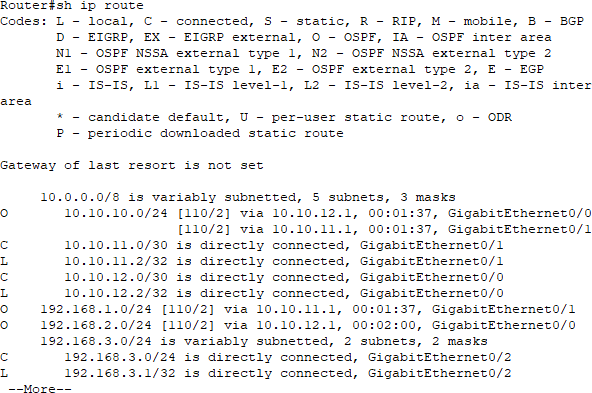 Router#sh ip route
Codes: L - local, C - connected, S - static, R - RIP, M - mobile, B - BGP
       D - EIGRP, EX - EIGRP external, O - OSPF, IA - OSPF inter area
       N1 - OSPF NSSA external type 1, N2 - OSPF NSSA external type 2
       E1 - OSPF external type 1, E2 - OSPF external type 2, E - EGP
       i - IS-IS, L1 - IS-IS level-1, L2 - IS-IS level-2, ia - IS-IS inter
area
       * - candidate default, U - per-user static route, o - ODR
       P - periodic downloaded static route
Gateway of last resort is not set
     10.0.0.0/8 is variably subnetted, 5 subnets, 3 masks
O       10.10.10.0/24 [110/2] via 10.10.12.1, 00:01:37, GigabitEthernet0/0
                      [110/2] via 10.10.11.1, 00:01:37, GigabitEthernet0/1
C       10.10.11.0/30 is directly connected, GigabitEthernet0/1
L       10.10.11.2/32 is directly connected, GigabitEthernet0/1
C       10.10.12.0/30 is directly connected, GigabitEthernet0/0
L       10.10.12.2/32 is directly connected, GigabitEthernet0/0
O    192.168.1.0/24 [110/2] via 10.10.11.1, 00:01:37, GigabitEthernet0/1
O    192.168.2.0/24 [110/2] via 10.10.12.1, 00:02:00, GigabitEthernet0/0
     192.168.3.0/24 is variably subnetted, 2 subnets, 2 masks
C       192.168.3.0/24 is directly connected, GigabitEthernet0/2
L       192.168.3.1/32 is directly connected, GigabitEthernet0/2
 --More--